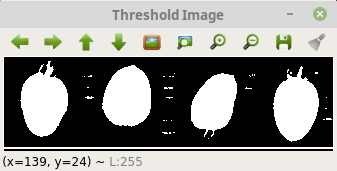 Threshold Image
(x=139, y=24) ~ L:255